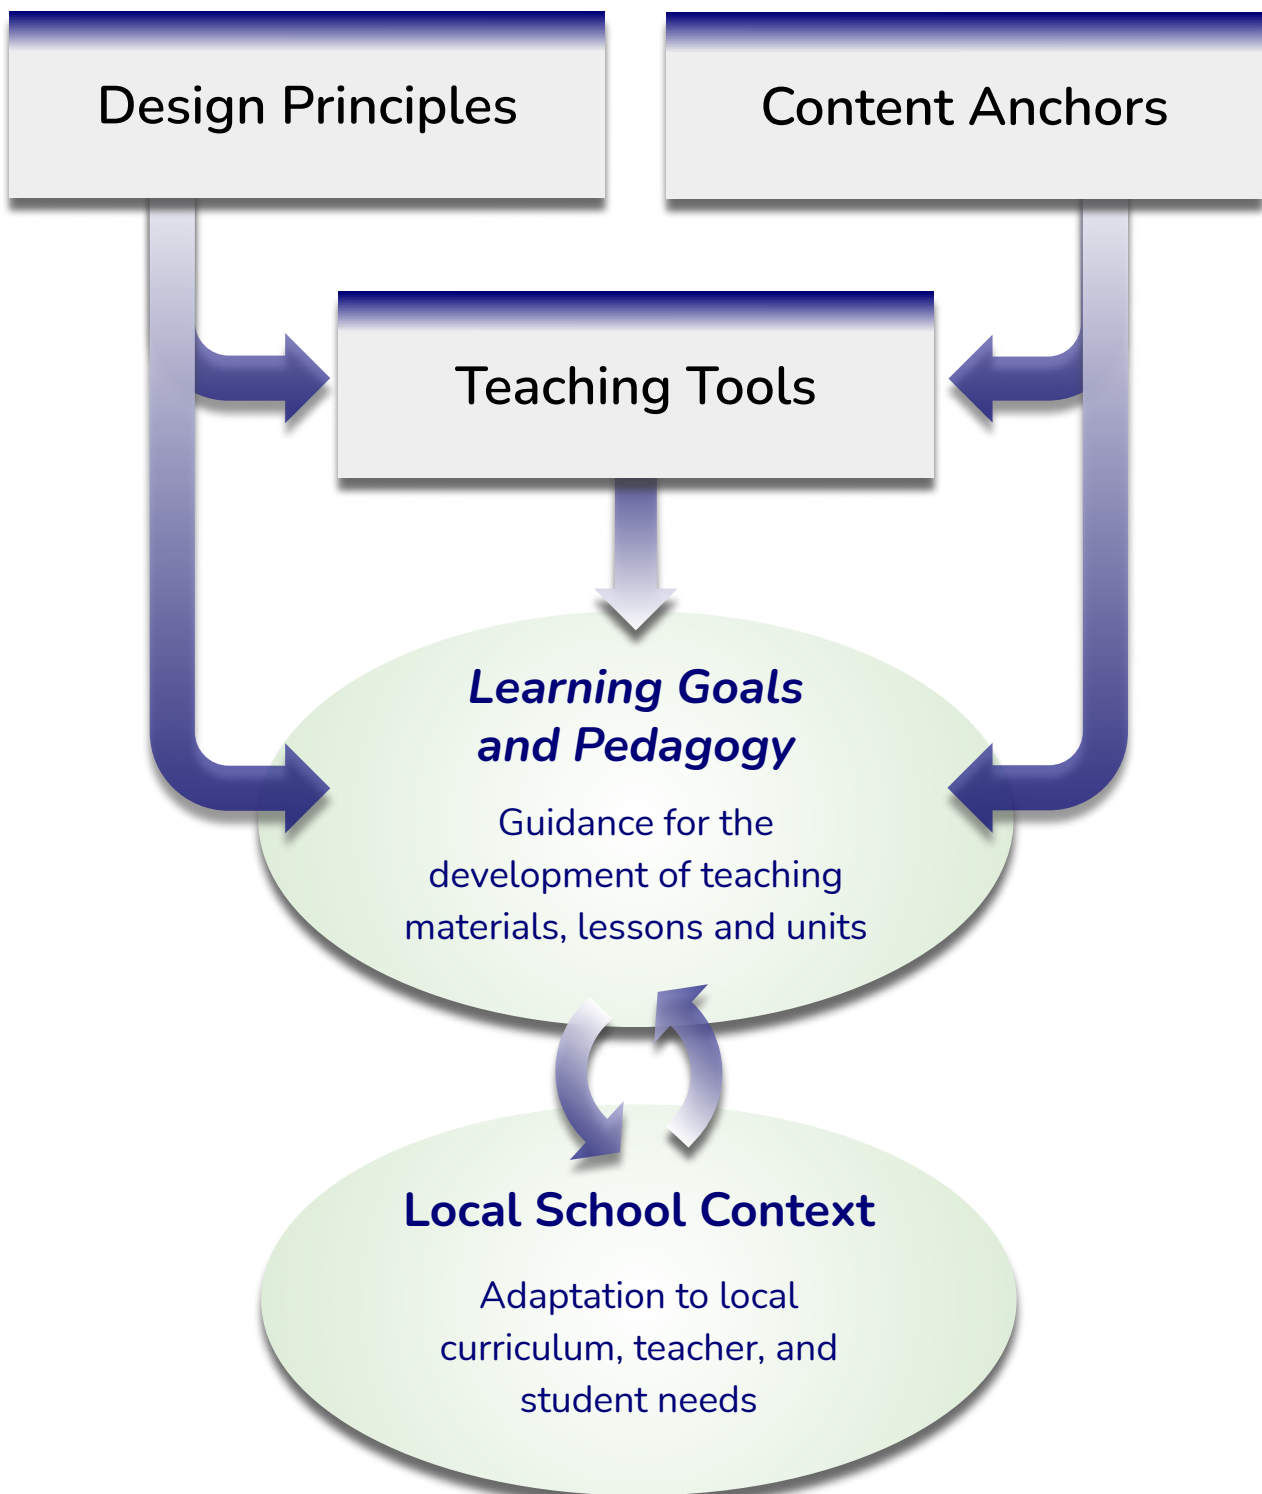 Design Principles
Content Anchors
Teaching Tools
Learning Goals
and Pedagogy
Guidance for the
development of teaching
materials, lessons and units
Local School Context
Adaptation to local
curriculum, teacher, and
student needs